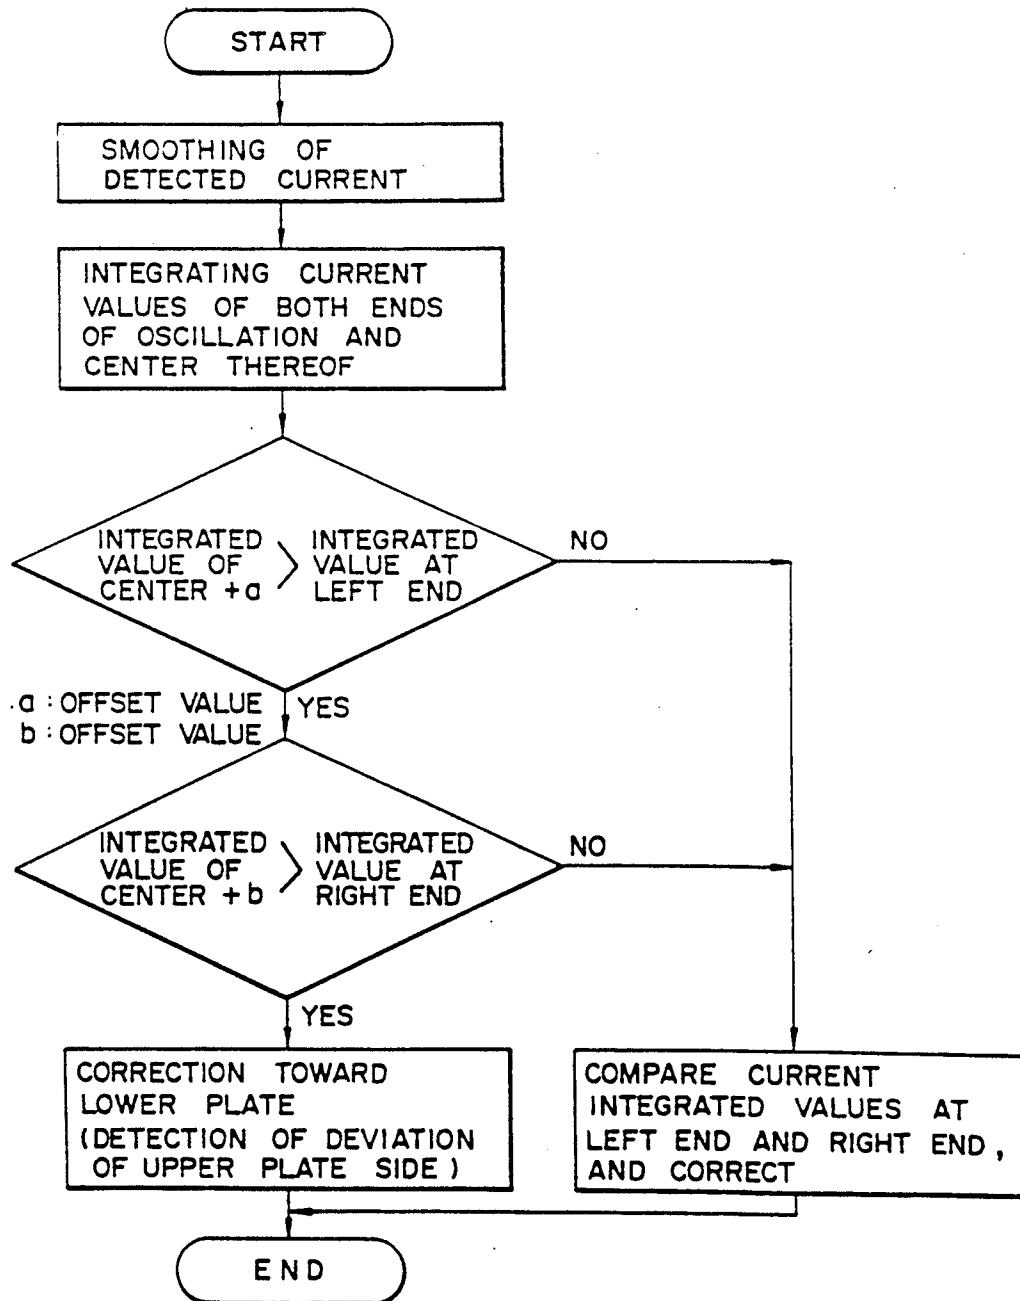 START
SMOOTHING OF
DETECTED CURRENT
INTEGRATING CURRENT
VALUES OF BOTH ENDS
OF OSCILLATION AND
CENTER THEREOF
INTEGRATED
VALUE OF
CENTER +a
>
INTEGRATED
VALUE AT
LEFT END
NO
a : OFFSET VALUE
b : OFFSET VALUE
YES
INTEGRATED
VALUE OF
CENTER +b
>
INTEGRATED
VALUE AT
RIGHT END
NO
YES
CORRECTION TOWARD
LOWER PLATE
(DETECTION OF DEVIATION
OF UPPER PLATE SIDE)
COMPARE CURRENT
INTEGRATED VALUES AT
LEFT END AND RIGHT END,
AND CORRECT
END